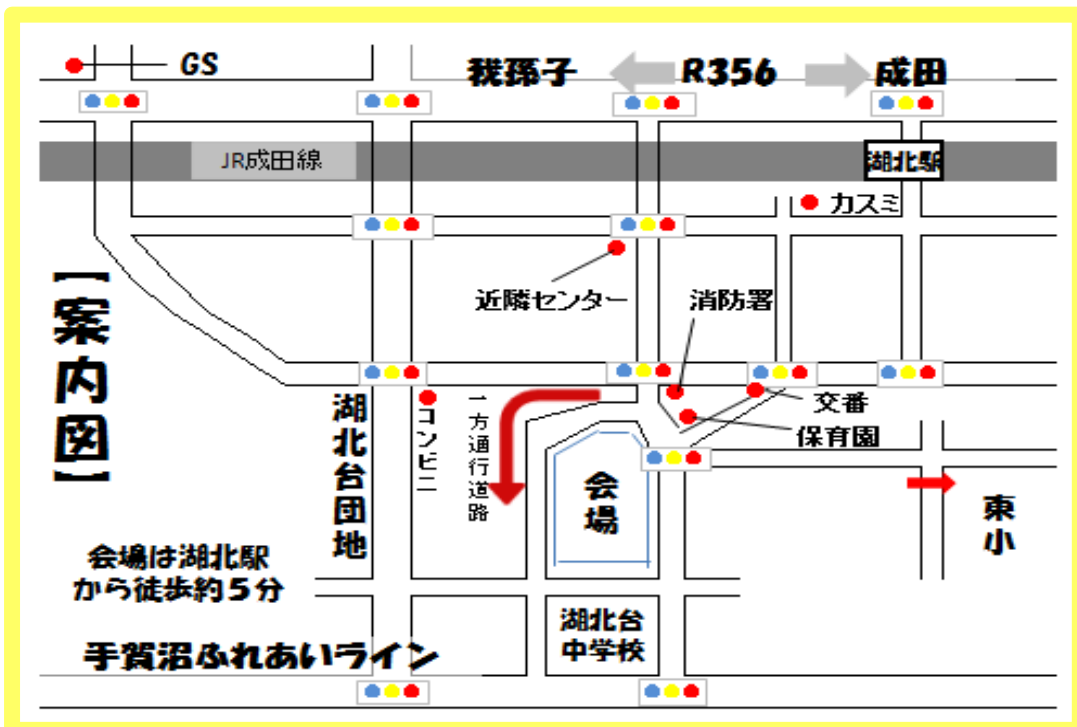 GS
我孫子
R356
成田
JR成田線
湖北駅
カスミ
【案内図】
近隣センター
消防署
交番
保育園
湖北台団地
コンビニ
一方通行道路
会場
東小
会場は湖北駅
から徒歩約5分
湖北台
中学校
手賀沼ふれあいライン